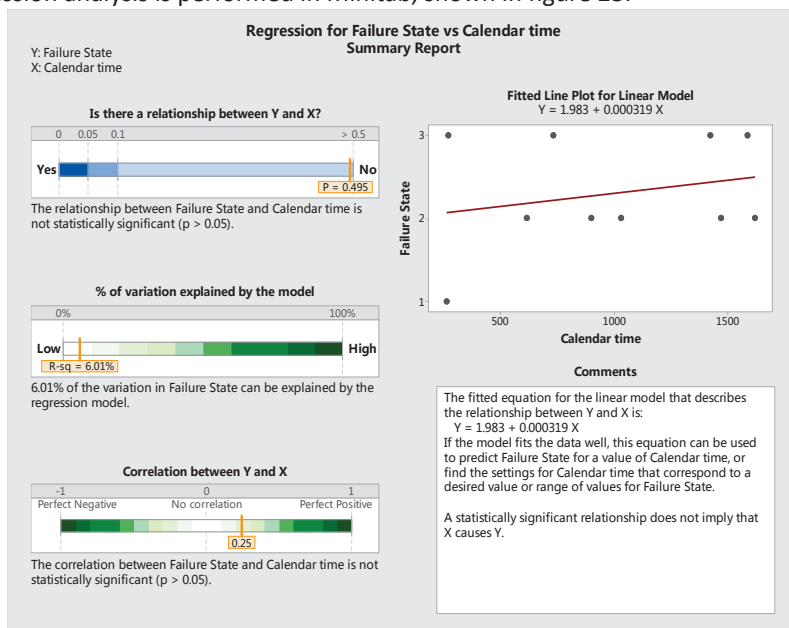 ession analysis is performed in Minitab, shown in figure 23.
Regression for Failure State vs Calendar time
Summary Report
Y: Failure State
X: Calendar time
Is there a relationship between Y and X?
0 0.05 0.1 > 0.5
Yes No
P = 0.495
The relationship between Failure State and Calendar time is
not statistically significant (p > 0.05).
% of variation explained by the model
0% 100%
Low High
R-sq = 6.01%
6.01% of the variation in Failure State can be explained by the
regression model.
Correlation between Y and X
-1 0 1
Perfect Negative No correlation Perfect Positive
0.25
The correlation between Failure State and Calendar time is not
statistically significant (p > 0.05).
Fitted Line Plot for Linear Model
Y = 1.983 + 0.000319 X
3
2
1
Failure State
500 1000 1500
Calendar time
Comments
The fitted equation for the linear model that describes
the relationship between Y and X is:
Y = 1.983 + 0.000319 X
If the model fits the data well, this equation can be used
to predict Failure State for a value of Calendar time, or
find the settings for Calendar time that correspond to a
desired value or range of values for Failure State.
A statistically significant relationship does not imply that
X causes Y.